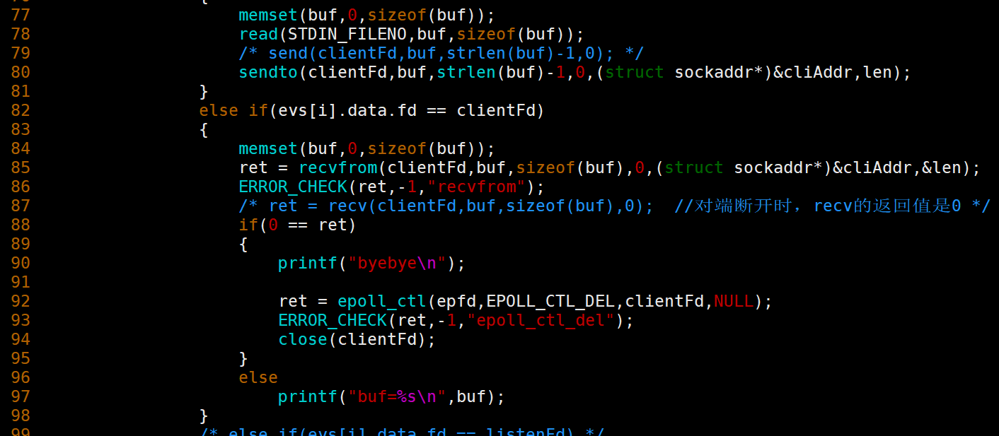 76 {
77 memset(buf,0,sizeof(buf));
78 read(STDIN_FILENO,buf,sizeof(buf));
79 /* send(clientFd,buf,strlen(buf)-1,0); */
80 sendto(clientFd,buf,strlen(buf)-1,0,(struct sockaddr*)&cliAddr,len);
81 }
82 else if(evs[i].data.fd == clientFd)
83 {
84 memset(buf,0,sizeof(buf));
85 ret = recvfrom(clientFd,buf,sizeof(buf),0,(struct sockaddr*)&cliAddr,&len);
86 ERROR_CHECK(ret,-1,"recvfrom");
87 /* ret = recv(clientFd,buf,sizeof(buf),0);  //对端断开时，recv的返回值是0 */
88 if(0 == ret)
89 {
90 printf("byebye\n");
91
92 ret = epoll_ctl(epfd,EPOLL_CTL_DEL,clientFd,NULL);
93 ERROR_CHECK(ret,-1,"epoll_ctl_del");
94 close(clientFd);
95 }
96 else
97 printf("buf=%s\n",buf);
98 }
99 /* else if(evs[i].data.fd == listenFd) */